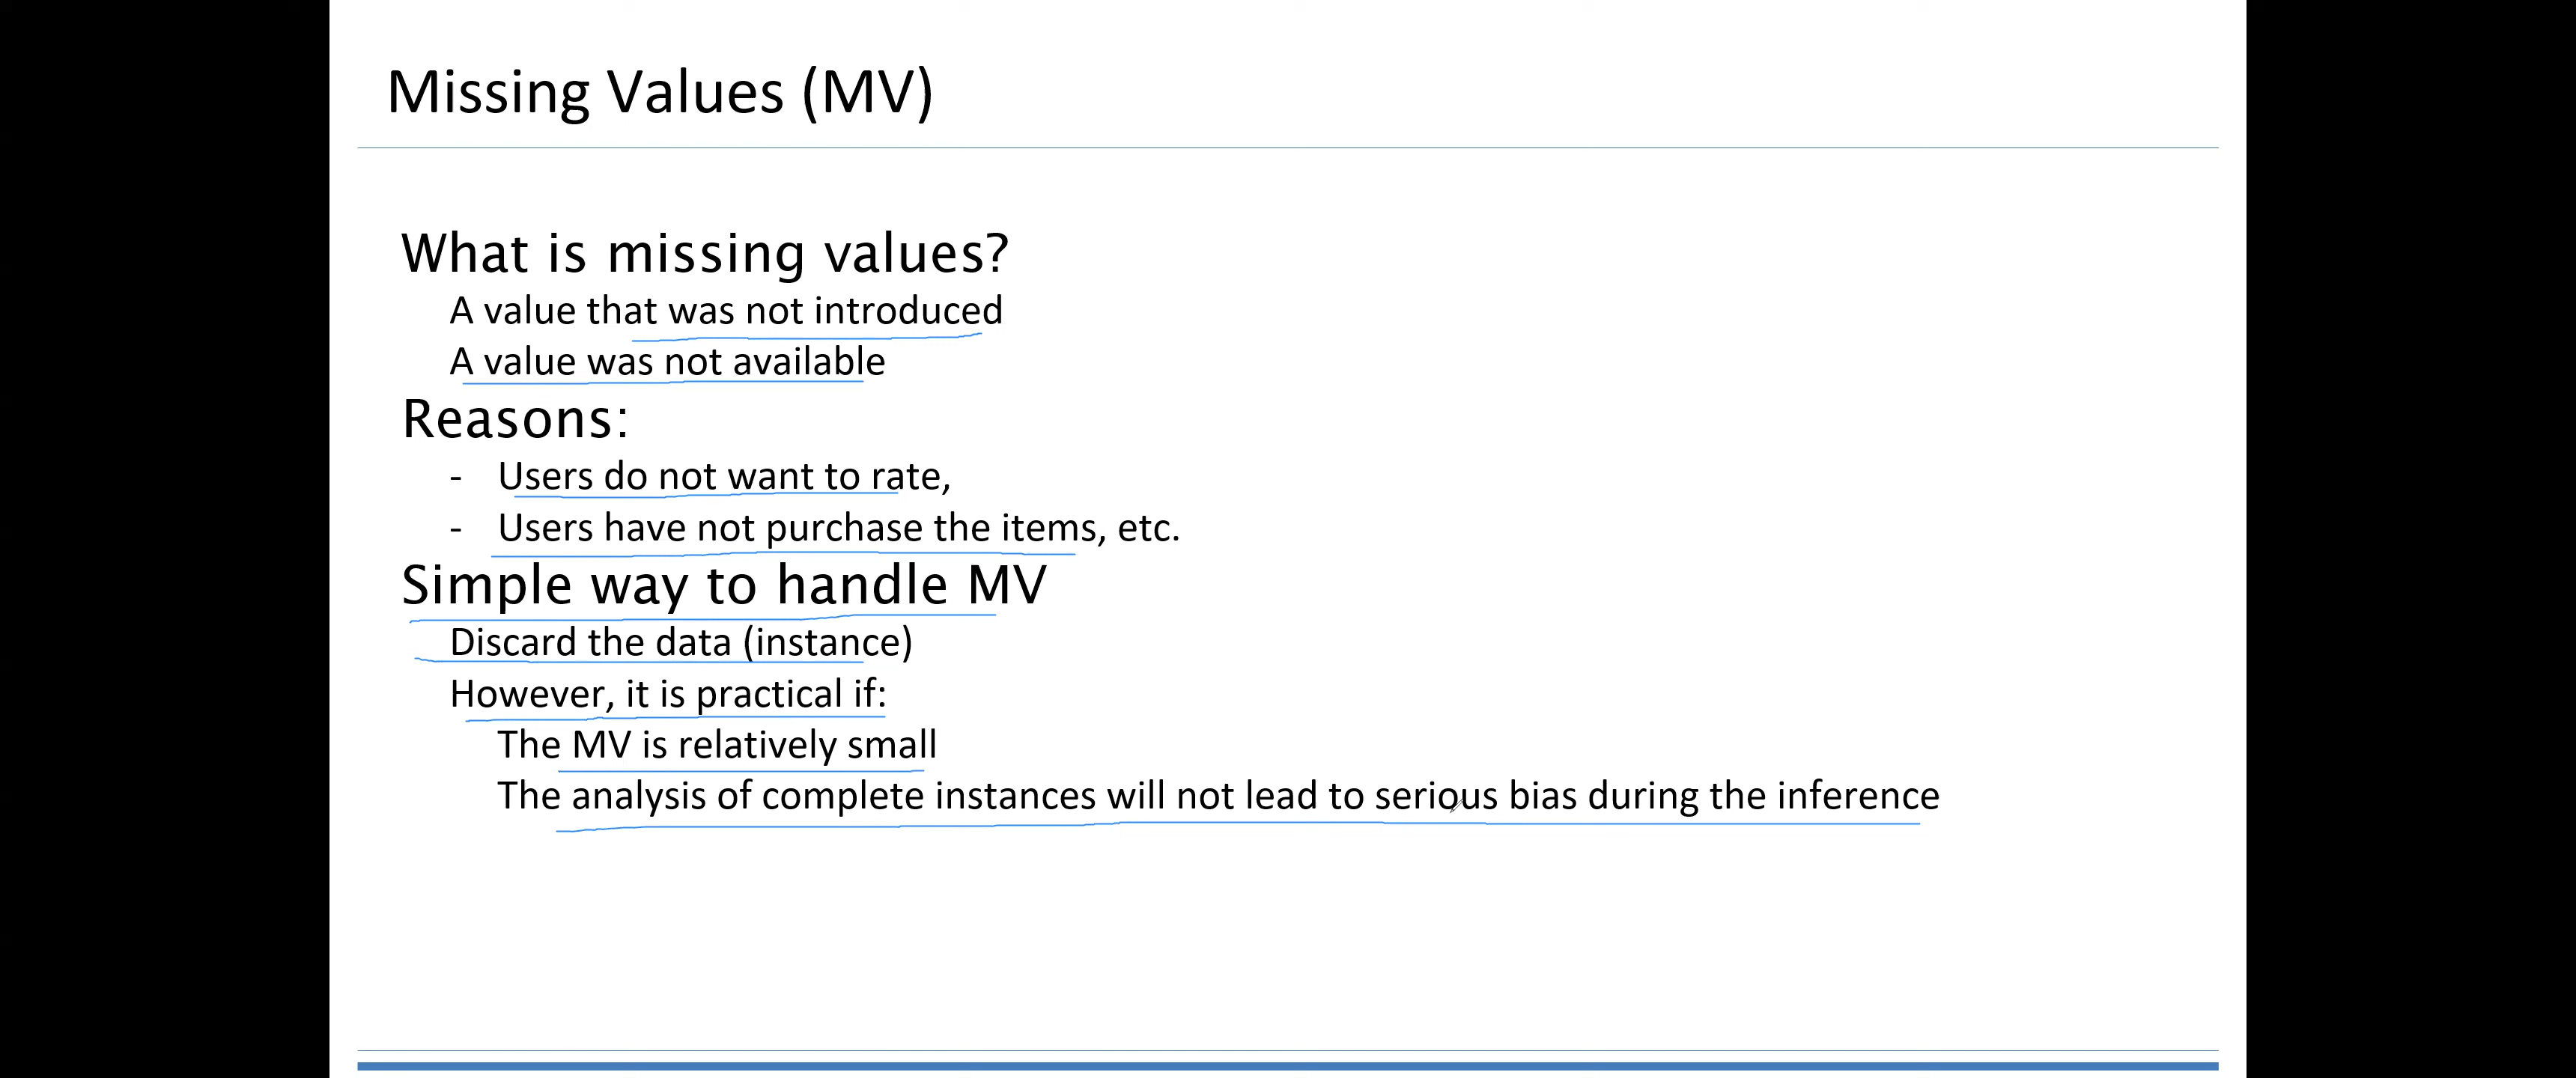 Missing Values (MV)
What is missing values?
A value that was not introduced
A value was not available
Reasons:
- Users do not want to rate,
- Users have not purchase the items, etc.
Simple way to handle MV
Discard the data (instance)
However, it is practical if:
The MV is relatively small
The analysis of complete instances will not lead to serious bias during the inference